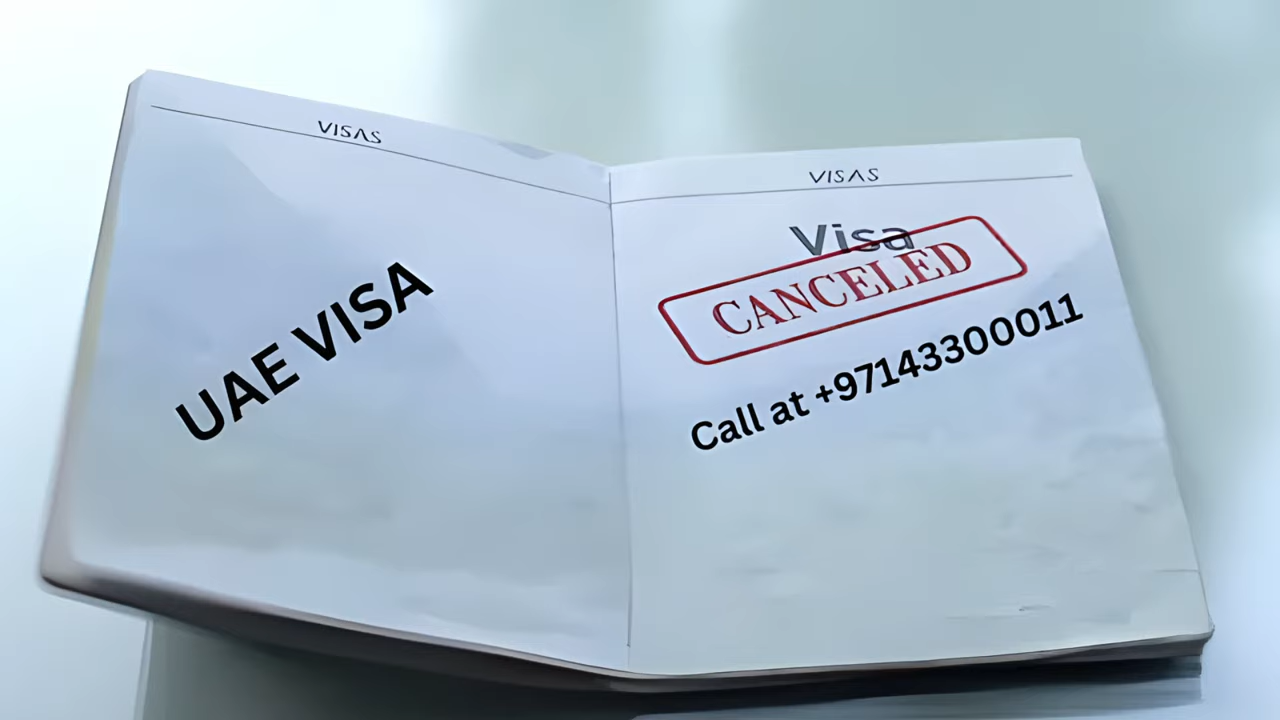 VISAS
UAE VISA
VISAS
Visa
CANCELED
Call at +97143300011